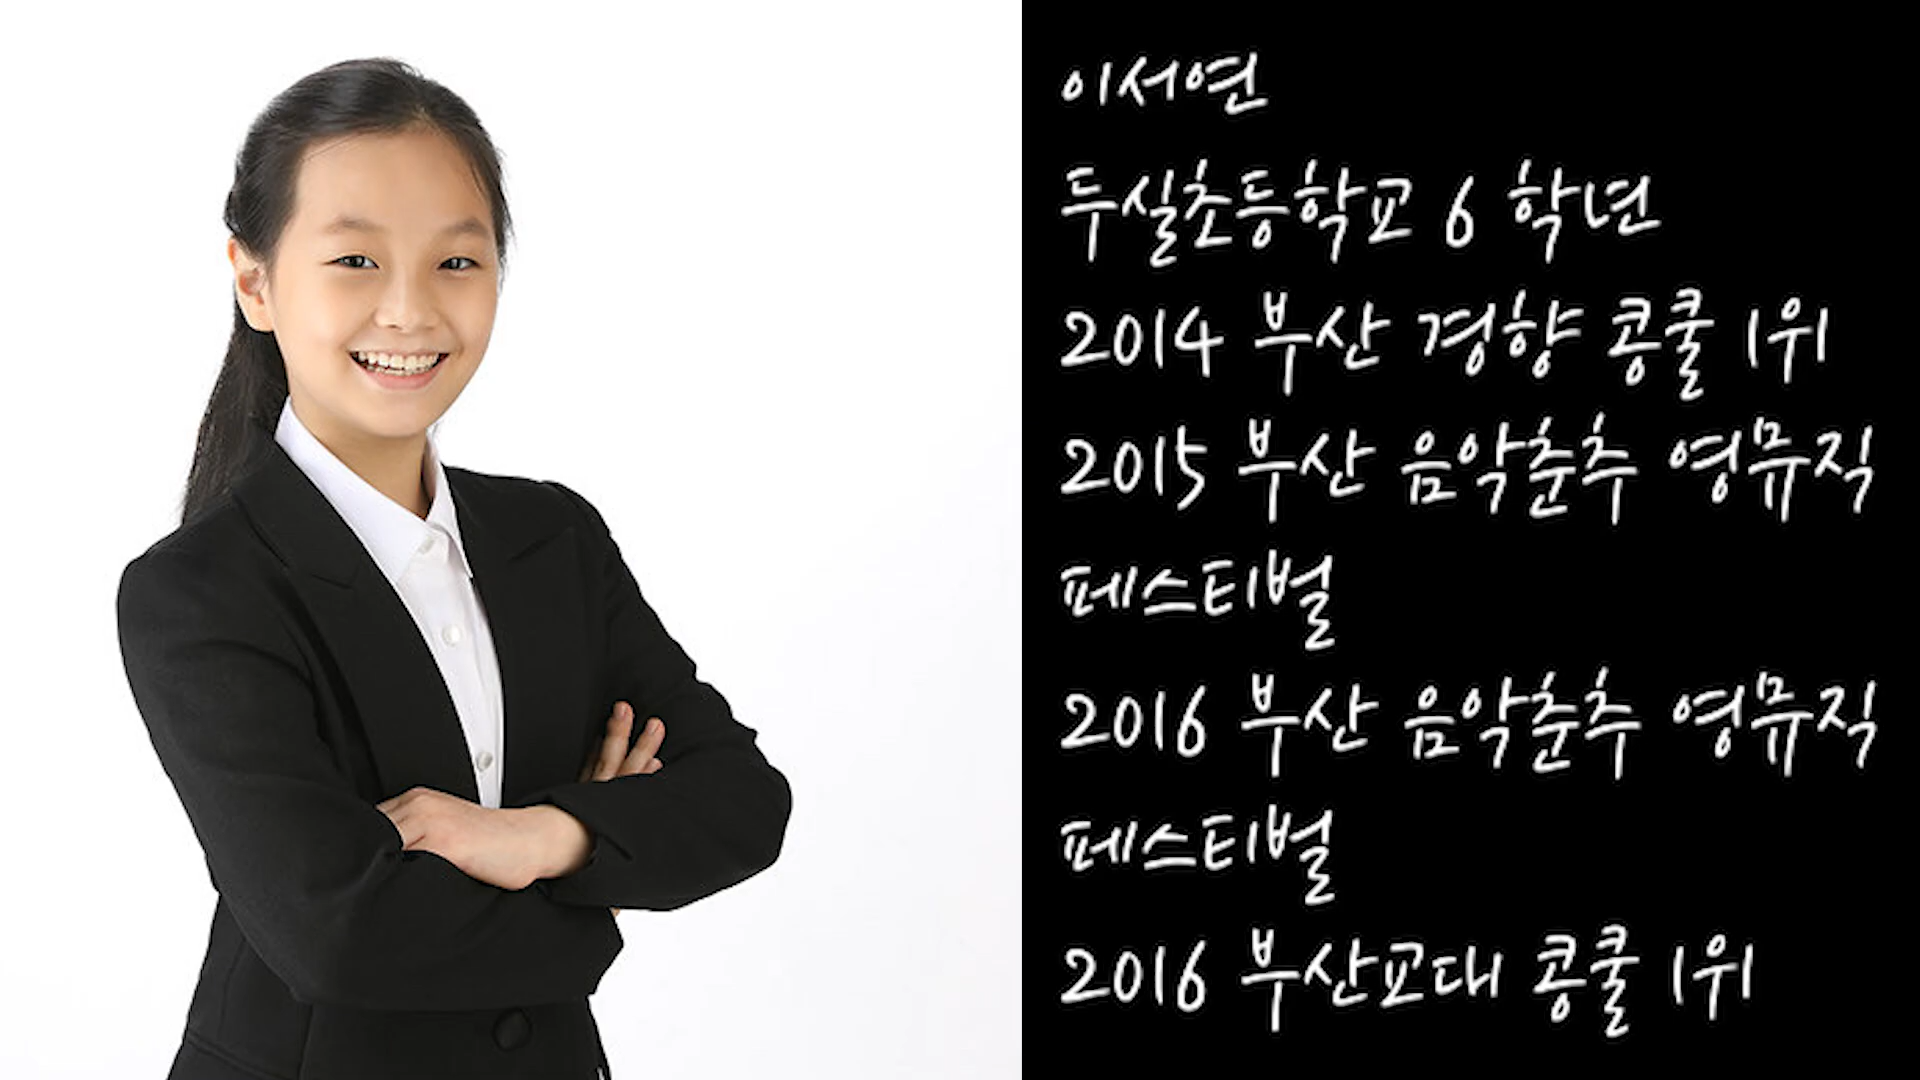 이서연
두실초등학교 6 학년
2014 부산 경향 콩쿨 1위
2015 부산 음악춘추 영뮤직
페스티벌
2016 부산 음악춘추 영뮤직
페스티벌
2016 부산교대 콩쿨 1위